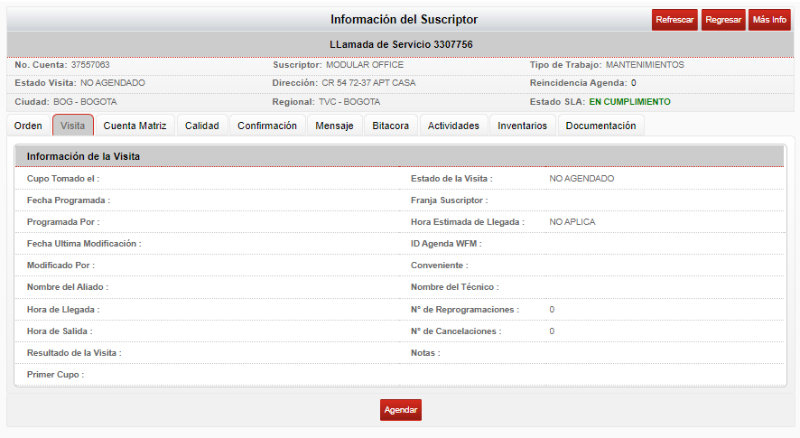 Información del Suscriptor Refrescar Regresar Más Info
LLamada de Servicio 3307756
No. Cuenta: 37557063 Suscriptor: MODULAR OFFICE Tipo de Trabajo: MANTENIMIENTOS
Estado Visita: NO AGENDADO Dirección: CR 54 72-37 APT CASA Reincidencia Agenda: 0
Ciudad: BOG - BOGOTA Regional: TVC - BOGOTA Estado SLA: EN CUMPLIMIENTO
Orden Visita Cuenta Matriz Calidad Confirmación Mensaje Bitacora Actividades Inventarios Documentación
Información de la Visita
Cupo Tomado el : Estado de la Visita : NO AGENDADO
Fecha Programada : Franja Suscriptor :
Programada Por : Hora Estimada de Llegada : NO APLICA
Fecha Ultima Modificación : ID Agenda WFM :
Modificado Por : Conveniente :
Nombre del Aliado : Nombre del Técnico :
Hora de Llegada : N° de Reprogramaciones : 0
Hora de Salida : N° de Cancelaciones : 0
Resultado de la Visita : Notas :
Primer Cupo :
Agendar